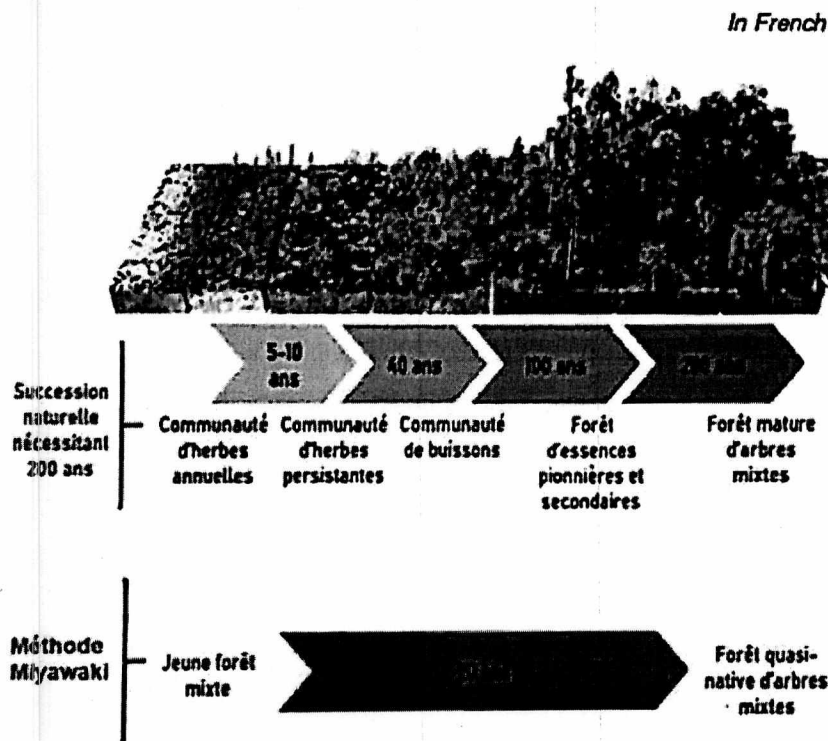 In French
5-10
ans
40 ans
100 ans
200 ans
Succession
naturelle
nécessitant
200 ans
Communauté
d'herbes
annuelles
Communauté
d'herbes
persistantes
Communauté
de buissons
Forêt
d'essences
pionnières et
secondaires
Forêt mature
d'arbres
mixtes
Méthode
Miyawaki
Jeune forêt
mixte
Forêt quasi-
native d'arbres
mixtes